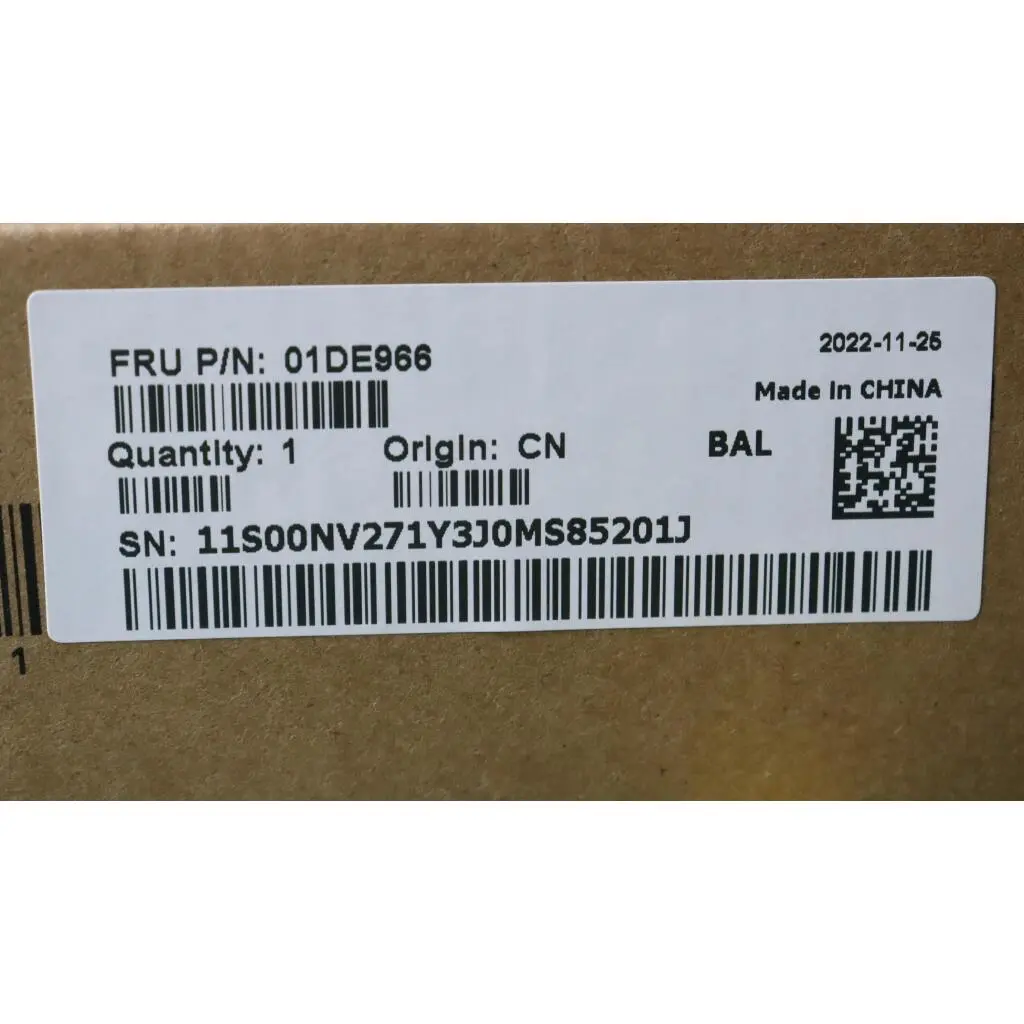 2022-11-25
FRU P/N: 01DE966
Made in CHINA
Quantity: 1 Origin: CN BAL
SN: 11S00NV271Y3J0MS85201J
1